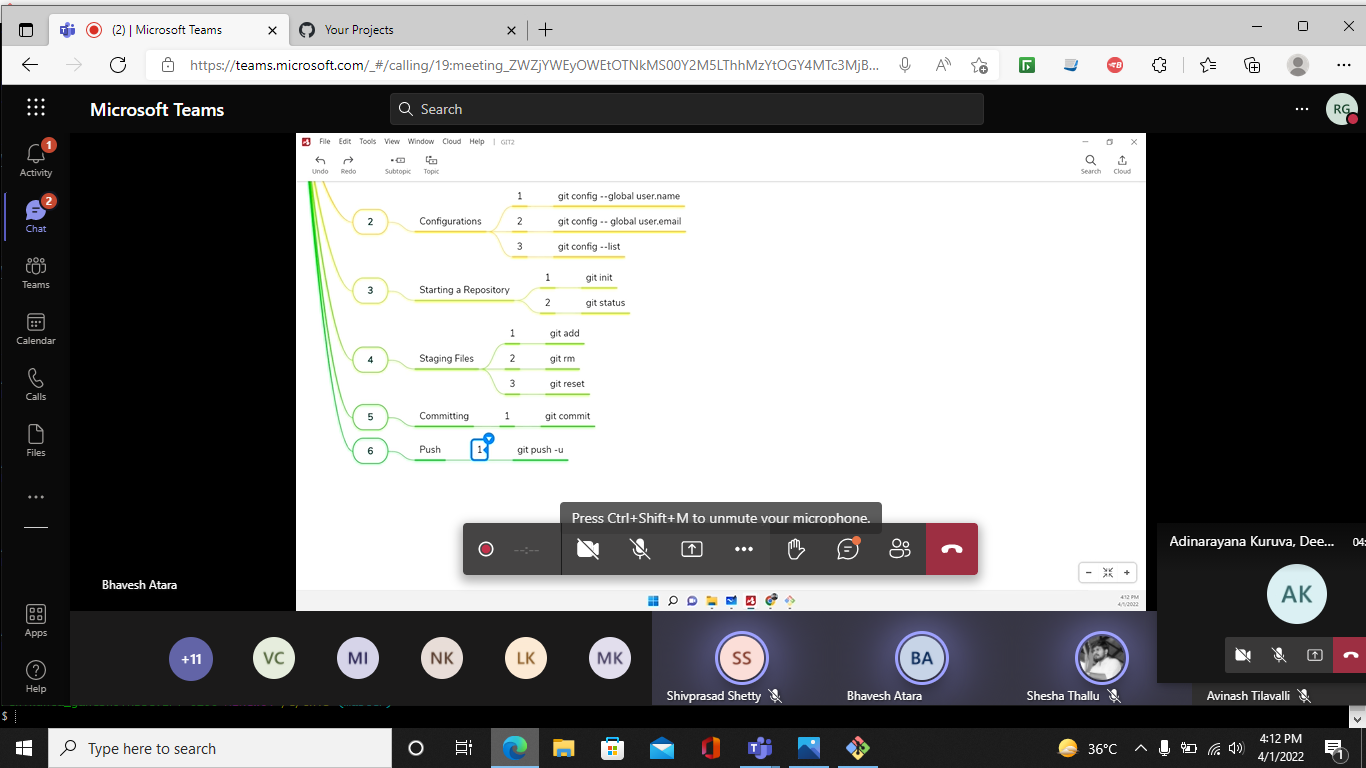 (2) | Microsoft Teams
Your Projects
https://teams.microsoft.com/_#/calling/19:meeting_ZWZjYWEyOWEtOTNkMS00Y2M5LThhMzYtOGY4MTc3MjB...
Microsoft Teams
Search
RG
File Edit Tools View Window Cloud Help | GIT2
Undo Redo Subtopic Topic Search Cloud
1
Activity
2
Chat
Teams
Calendar
Calls
Files
Apps
Help
1 git config --global user.name
2 Configurations 2 git config -- global user.email
3 git config --list
1 git init
3 Starting a Repository
2 git status
1 git add
4 Staging Files 2 git rm
3 git reset
5 Committing 1 git commit
6 Push 1 git push -u
Press Ctrl+Shift+M to unmute your microphone.
--:--
Adinarayana Kuruva, Dee... 04:
AK
Bhavesh Atara
4:12 PM
4/1/2022
+11 VC MI NK LK MK SS BA
Shivprasad Shetty Bhavesh Atara Shesha Thallu Avinash Tilavalli
$
Type here to search
36°C
4:12 PM
4/1/2022
1